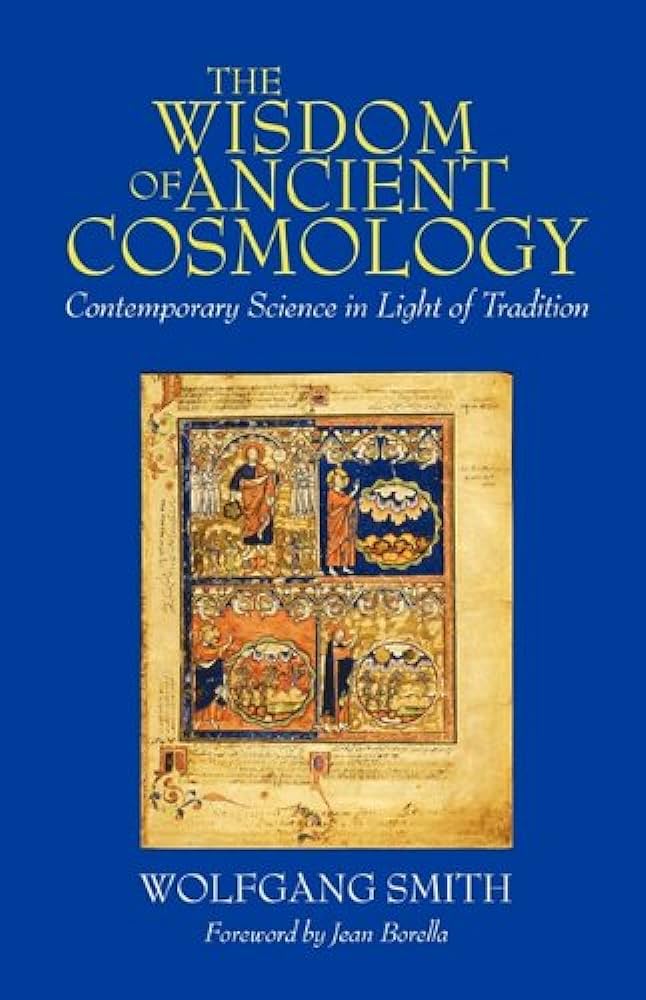 THE
WISDOM
OF ANCIENT
COSMOLOGY
Contemporary Science in Light of Tradition
WOLFGANG SMITH
Foreword by Jean Borella